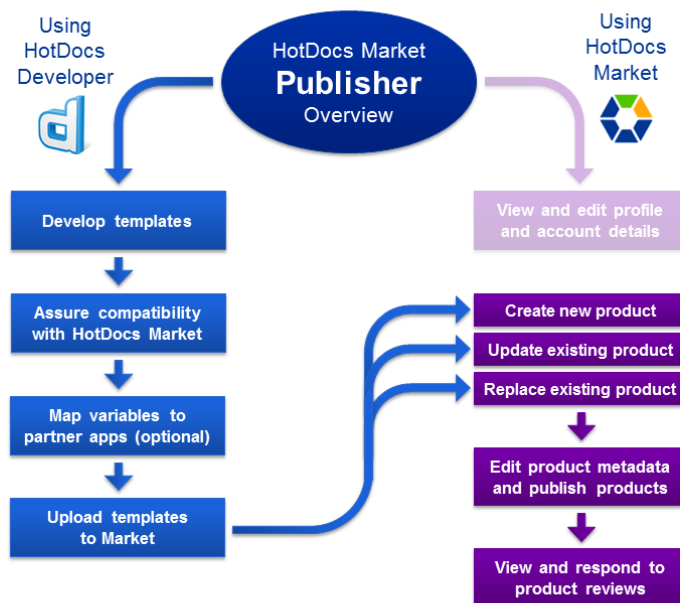 Using
HotDocs
Developer
HotDocs Market
Publisher
Overview
Using
HotDocs
Market
Develop templates
Assure compatibility
with HotDocs Market
Map variables to
partner apps (optional)
Upload templates
to Market
View and edit profile
and account details
Create new product
Update existing product
Replace existing product
Edit product metadata
and publish products
View and respond to
product reviews